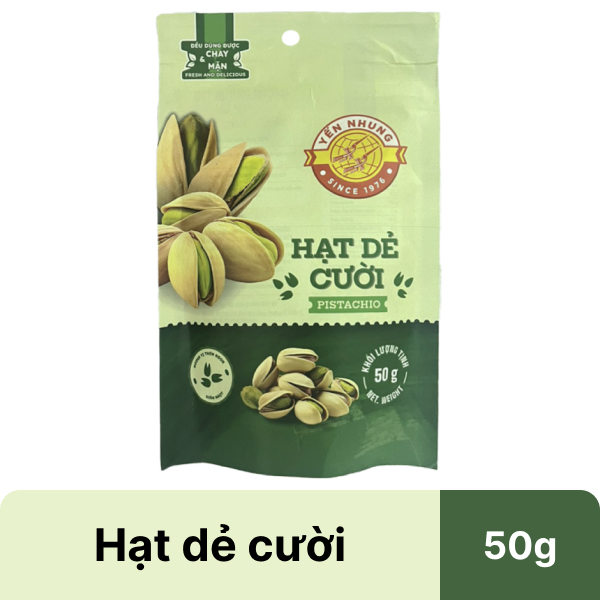 ĐỀU DÙNG ĐƯỢC
CHAY
& MẶN
FRESH AND DELICIOUS
YẾN NHUNG
SINCE 1976
HẠT DẺ
CƯỜI
PISTACHIO
KHỐI LƯỢNG TỊNH
50 g
NET. WEIGHT
Hạt dẻ cười
50g